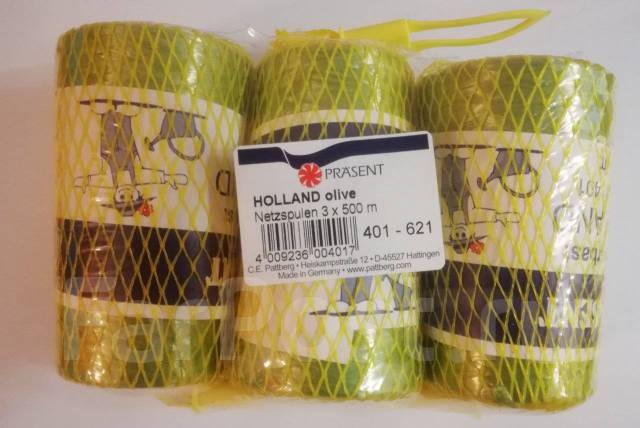 PRÄSENT
HOLLAND olive
Netzspulen 3 x 500 m
401 - 621
4 009236 004017
C.E. Pattberg • Heiskampstraße 12 • D-45527 Hattingen
Made in Germany • www.pattberg.com